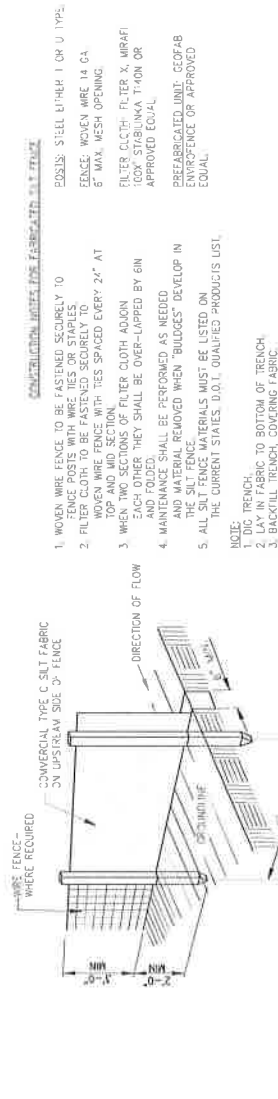 CONSTRUCTION NOTES FOR FABRICATED SILT FENCE
1. WOVEN WIRE FENCE TO BE FASTENED SECURELY TO
FENCE POSTS WITH WIRE TIES OR STAPLES.
2. FILTER CLOTH TO BE FASTENED SECURELY TO
WOVEN WIRE FENCE WITH TIES SPACED EVERY 24" AT
TOP AND MID SECTION.
3. WHEN TWO SECTIONS OF FILTER CLOTH ADJOIN
EACH OTHER THEY SHALL BE OVER-LAPPED BY 6IN
AND FOLDED.
4. MAINTENANCE SHALL BE PERFORMED AS NEEDED
AND MATERIAL REMOVED WHEN "BULDGES" DEVELOP IN
THE SILT FENCE.
5. ALL SILT FENCE MATERIALS MUST BE LISTED ON
THE CURRENT STATES, D.O.T. QUALIFIED PRODUCTS LIST.
NOTE:
1. DIG TRENCH.
2. LAY IN FABRIC TO BOTTOM OF TRENCH.
3. BACKFILL TRENCH, COVERING FABRIC.
POSTS: STEEL EITHER T OR U TYPE.
FENCE: WOVEN WIRE 14 GA
6" MAX. MESH OPENING.
FILTER CLOTH: FILTER X, MIRAFI
100X, STABILINKA T140N OR
APPROVED EQUAL.
PREFABRICATED UNIT: GEOFAB
ENVIROFENCE OR APPROVED
EQUAL.
WIRE FENCE-
WHERE REQUIRED
COMMERCIAL TYPE C SILT FABRIC
ON UPSTREAM SIDE OF FENCE
DIRECTION OF FLOW
GROUNDLINE
3'-0"
MIN
2'-0"
MIN